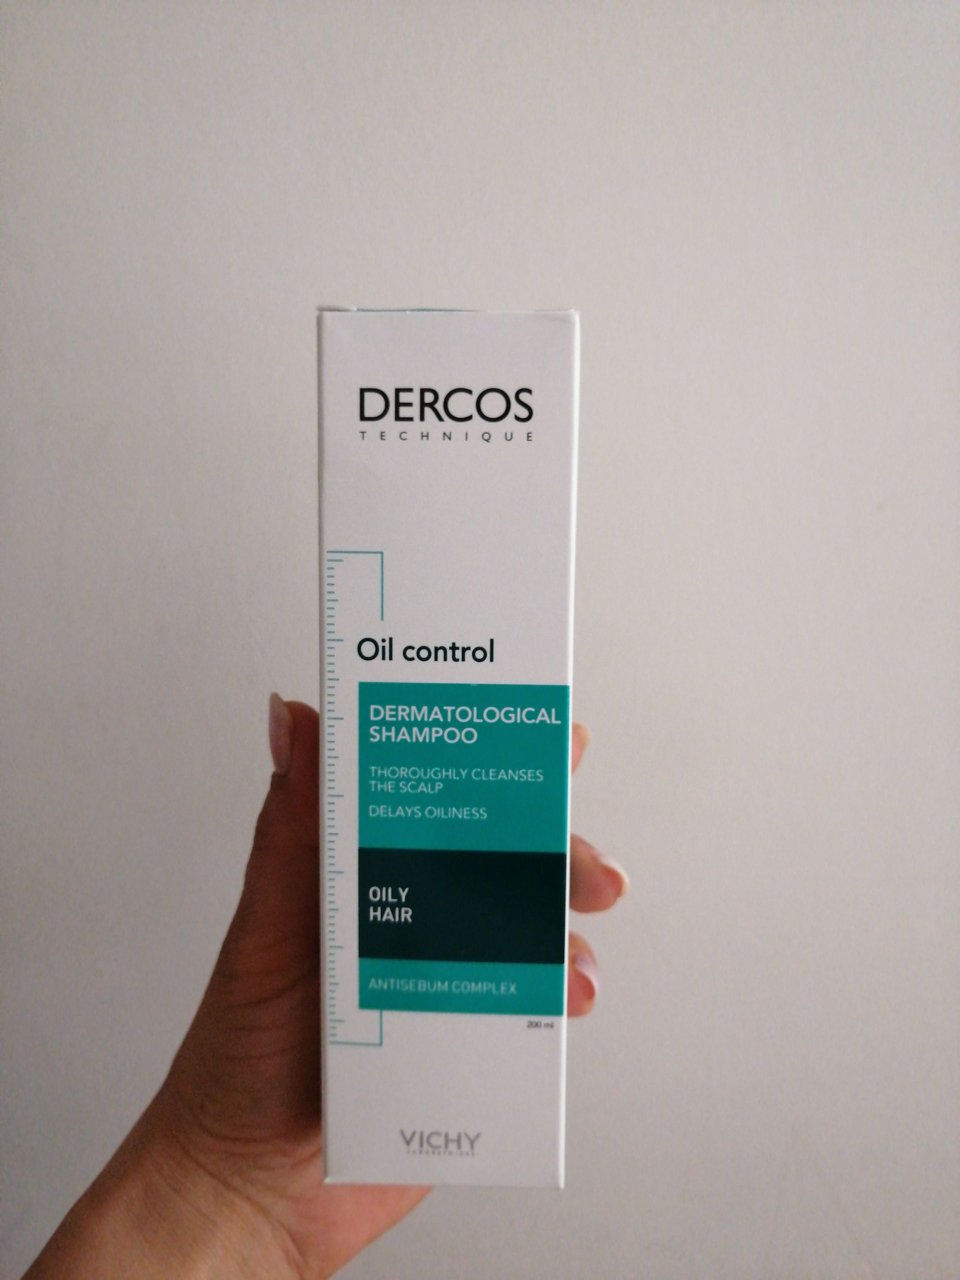 DERCOS
TECHNIQUE
Oil control
DERMATOLOGICAL
SHAMPOO
THOROUGHLY CLEANSES
THE SCALP
DELAYS OILINESS
OILY
HAIR
ANTISEBUM COMPLEX
200 ml
VICHY
LABORATOIRES